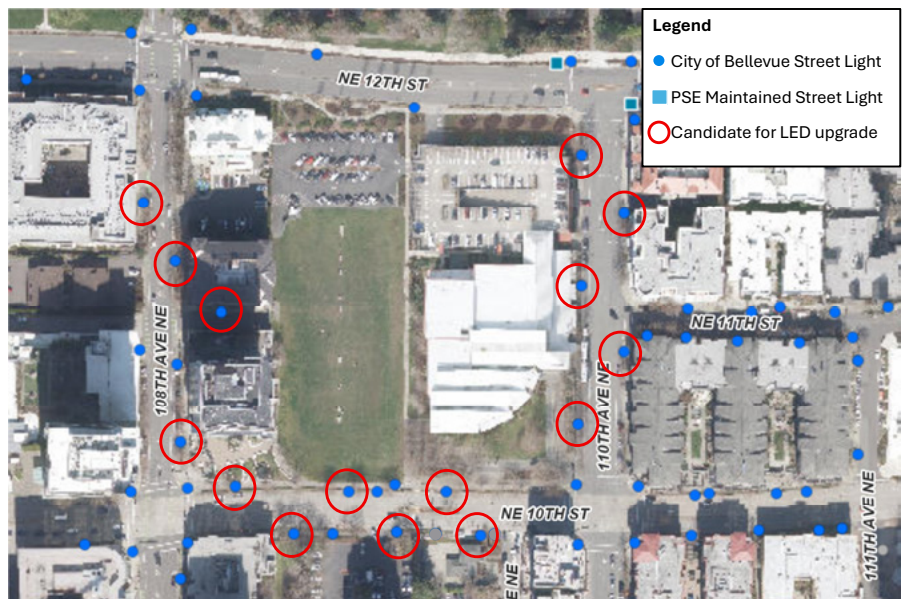 Legend
City of Bellevue Street Light
PSE Maintained Street Light
Candidate for LED upgrade
NE 12TH ST
108TH AVE NE
NE 11TH ST
110TH AVE NE
NE 10TH ST
NE
111TH AVE NE